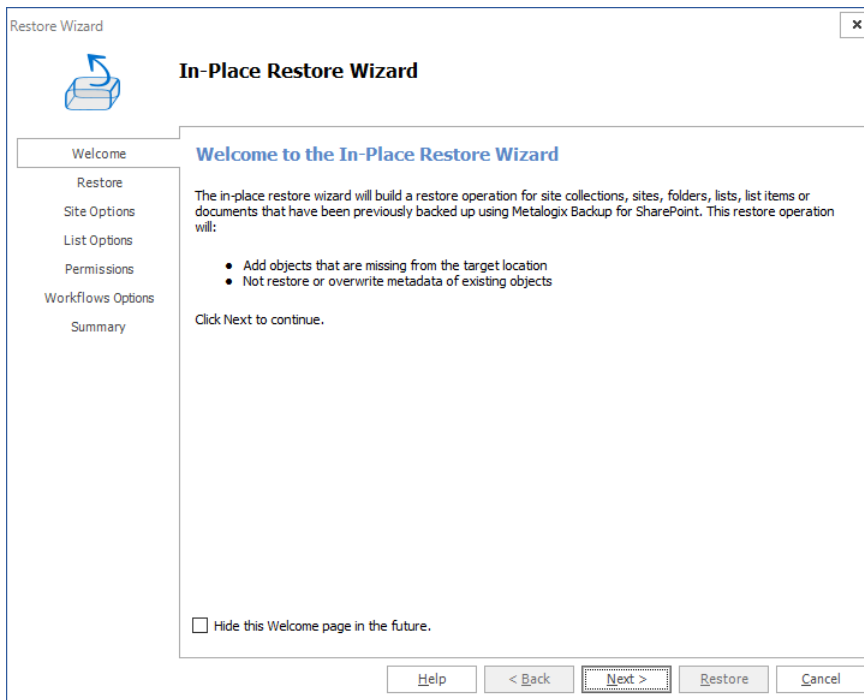 Restore Wizard
In-Place Restore Wizard
Welcome
Restore
Site Options
List Options
Permissions
Workflows Options
Summary
Welcome to the In-Place Restore Wizard
The in-place restore wizard will build a restore operation for site collections, sites, folders, lists, list items or
documents that have been previously backed up using Metalogix Backup for SharePoint. This restore operation
will:
● Add objects that are missing from the target location
● Not restore or overwrite metadata of existing objects
Click Next to continue.
Hide this Welcome page in the future.
Help
< Back
Next >
Restore
Cancel